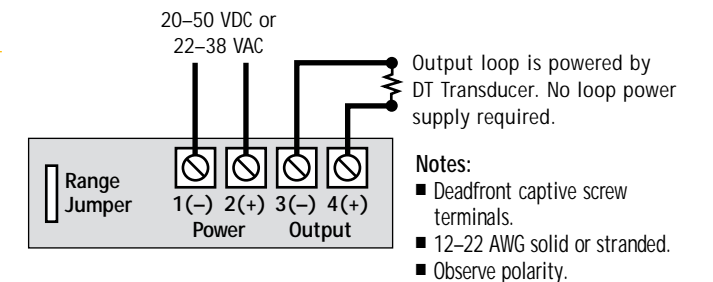 20–50 VDC or
22–38 VAC
Output loop is powered by
DT Transducer. No loop power
supply required.
Range
Jumper
1(–) 2(+) 3(–) 4(+)
Power Output
Notes:
■ Deadfront captive screw
terminals.
■ 12–22 AWG solid or stranded.
■ Observe polarity.